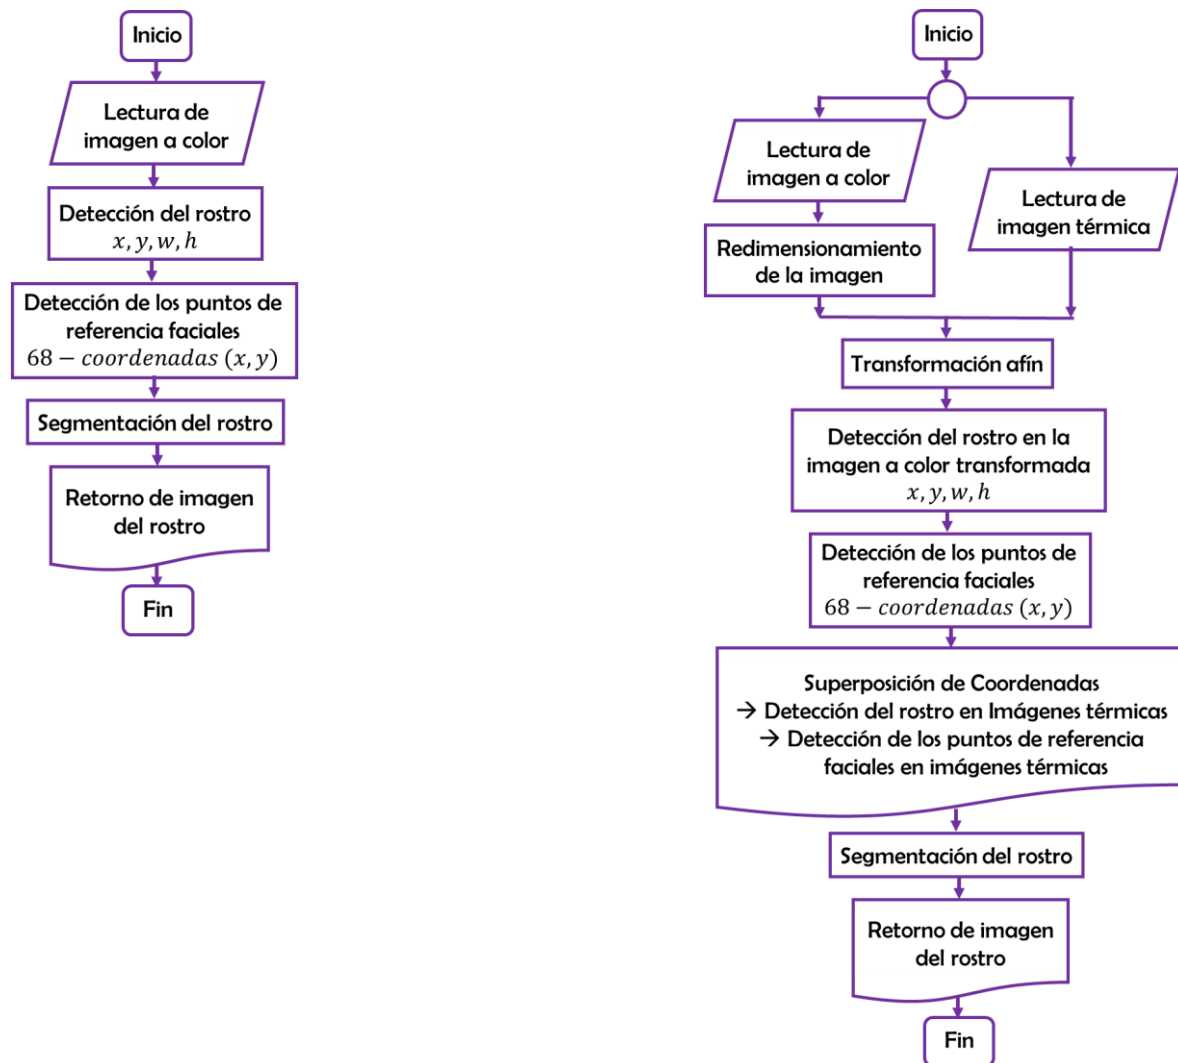 Inicio
Lectura de
imagen a color
Detección del rostro
x, y, w, h
Detección de los puntos de
referencia faciales
68 − coordenadas (x, y)
Segmentación del rostro
Retorno de imagen
del rostro
Fin
Inicio
Lectura de
imagen a color
Redimensionamiento
de la imagen
Lectura de
imagen térmica
Transformación afín
Detección del rostro en la
imagen a color transformada
x, y, w, h
Detección de los puntos de
referencia faciales
68 − coordenadas (x, y)
Superposición de Coordenadas
→ Detección del rostro en Imágenes térmicas
→ Detección de los puntos de referencia
faciales en imágenes térmicas
Segmentación del rostro
Retorno de imagen
del rostro
Fin